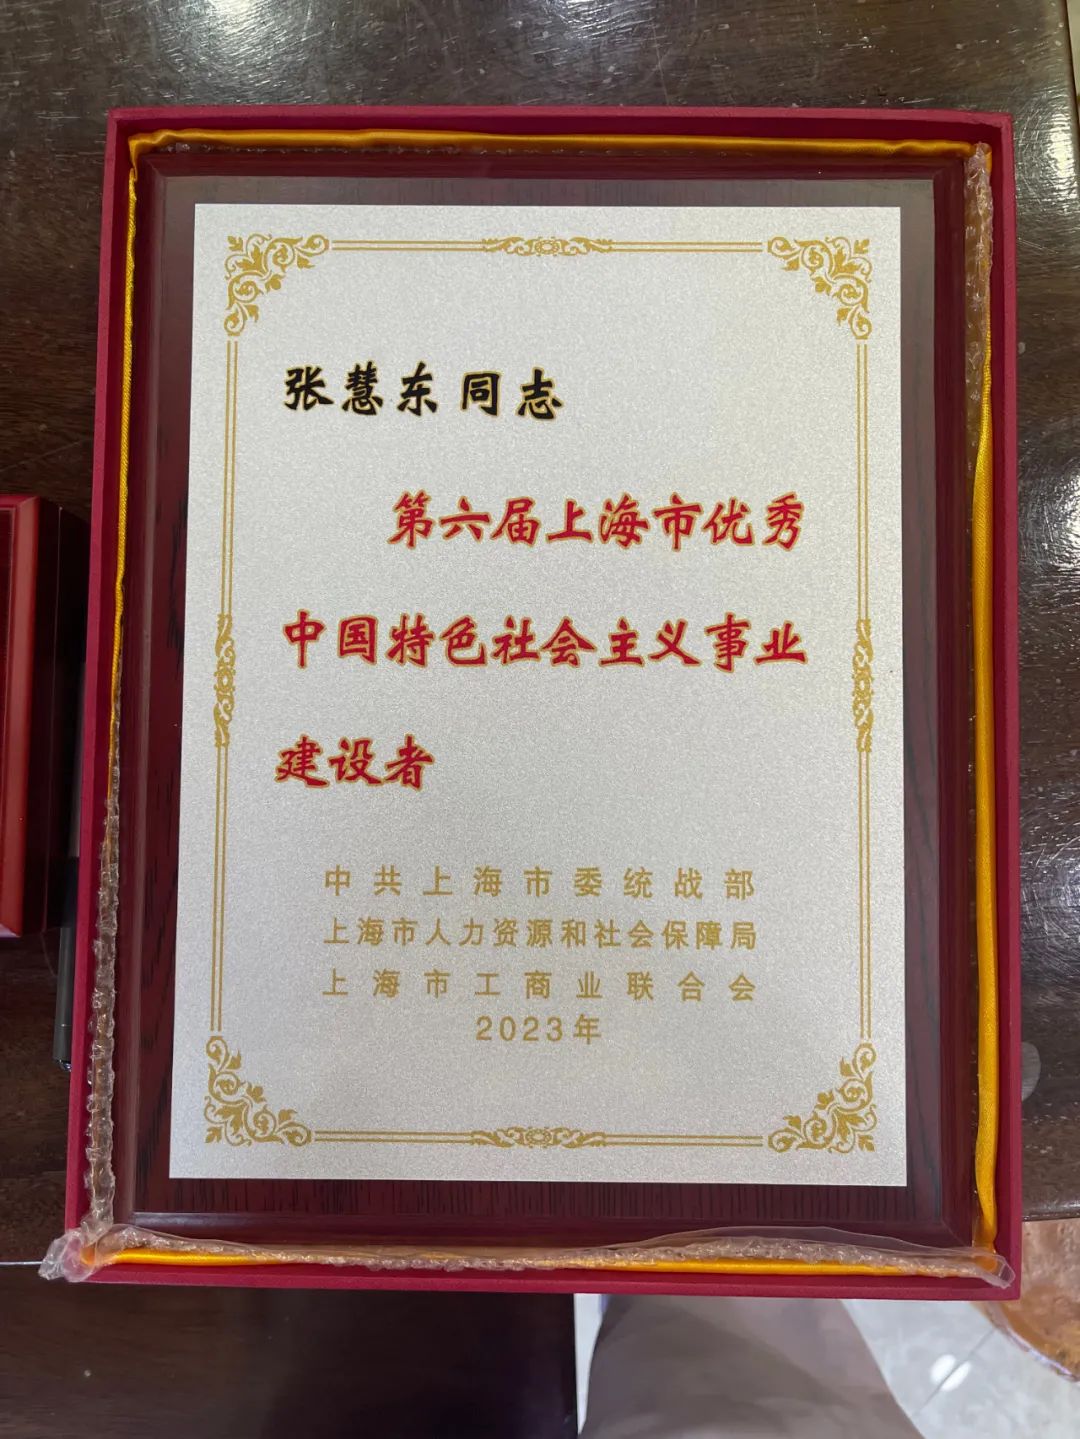 张慧东同志
第六届上海市优秀
中国特色社会主义事业
建设者
中共上海市委统战部
上海市人力资源和社会保障局
上海市工商业联合会
2023年